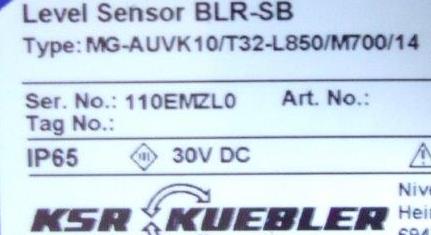 Level Sensor BLR-SB
Type: MG-AUVK10/T32-L850/M700/14
Ser. No.: 110EMZL0 Art. No.:
Tag No.:
IP65 III 30V DC
KSR KUEBLER